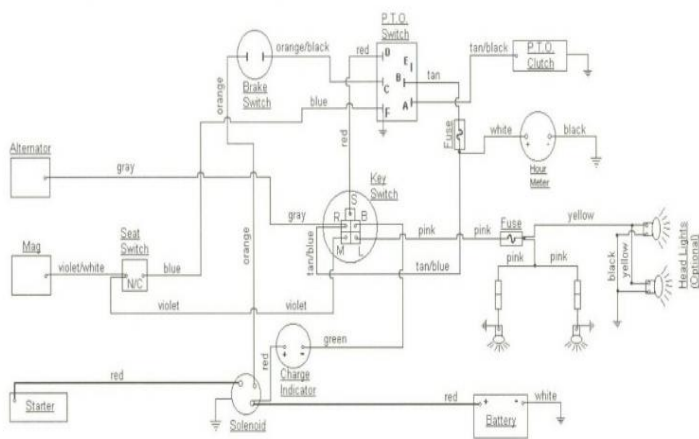 P.T.O.
Switch
orange/black
red
D
E
B
C
A
F
tan
tan/black
P.T.O.
Clutch
Brake
Switch
orange
blue
Fuse
white
black
Hour
Meter
+
-
Alternator
gray
red
Key
Switch
S
R
B
M
L
gray
pink
pink
Fuse
yellow
Mag
Seat
Switch
violet/white
N/C
blue
orange
tan/blue
tan/blue
pink
pink
black
yellow
Head Lights
(Optional)
violet
violet
green
red
+
-
Charge
Indicator
red
Starter
Solenoid
red
+
-
Battery
white